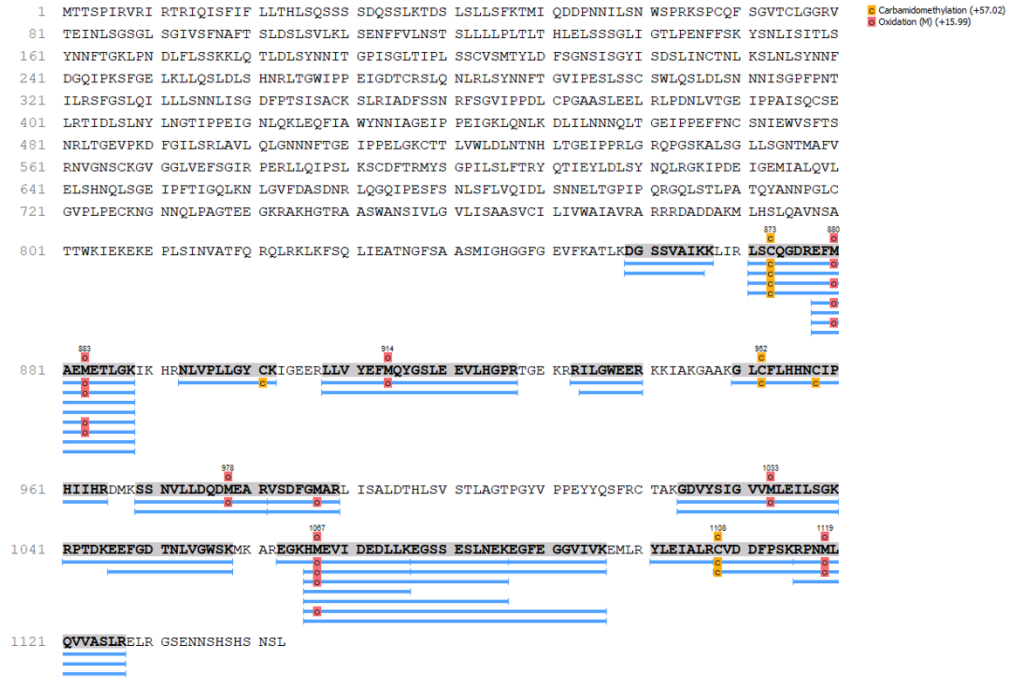 1 MTTSPIRVRI RTRIQISFIF LLTHLSQSSS SDQSSLKTDS LSLLSFKTMI QDDPNNILSN WSPRKSPCQF SGVTCLGGRV
C Carbamidomethylation (+57.02)
O Oxidation (M) (+15.99)
81 TEINLSGSGL SGIVSFNAFT SLDSLSVLKL SENFFVLNST SLLLLPLTLT HLELSSSGLI GTLPENFFSK YSNLISITLS
161 YNNFTGKLPN DLFLSSKKLQ TLDLSYNNIT GPISGLTIPL SSCVSMTYLD FSGNSISGYI SDSLINCTNL KSLNLSYNNF
241 DGQIPKSFGE LKLLQSLDLS HNRLTGWIPP EIGDTCRSLQ NLRLSYNNFT GVIPESLSSC SWLQSLDLSN NNISGPFPNT
321 ILRSFGSLQI LLLSNNLISG DFPTSISACK SLRIADFSSN RFSGVIPPDL CPGAASLEEL RLPDNLVTGE IPPAISQCSE
401 LRTIDLSLNY LNGTIPPEIG NLQKLEQFIA WYNNIAGEIP PEIGKLQNLK DLILNNNQLT GEIPPEFFNC SNIEWVSFTS
481 NRLTGEVPKD FGILSRLAVL QLGNNNFTGE IPPELGKCTT LVWLDLNTNH LTGEIPPRLG RQPGSKALSG LLSGNTMAFV
561 RNVGNSCKGV GGLVEFSGIR PERLLQIPSL KSCDFTRMYS GPILSLFTRY QTIEYLDLSY NQLRGKIPDE IGEMIALQVL
641 ELSHNQLSGE IPFTIGQLKN LGVFDASDNR LQGQIPESFS NLSFLVQIDL SNNELTGPIP QRGQLSTLPA TQYANNPGLC
721 GVPLPECKNG NNQLPAGTEE GKRAKHGTRA ASWANSIVLG VLISAASVCI LIVWAIAVRA RRRDADDAKM LHSLQAVNSA
873 880
C O
801 TTWKIEKEKE PLSINVATFQ RQLRKLKFSQ LIEATNGFSA ASMIGHGGFG EVFKATLKDG SSVAIKKLIR LSCQGDREFM
C O
C
C O
C
O
O
883 914 952
O O C
881 AEMETLGKIK HRNLVPLLGY CKIGEERLLV YEFMQYGSLE EVLHGPRTGE KRRILGWEER KKIAKGAAKG LCFLHHNCIP
O C O C C
O
O
O
978 1033
O O
961 HIIHRDMKSS NVLLDQDMEA RVSDFGMARL ISALDTHLSV STLAGTPGYV PPEYYQSFRC TAKGDVYSIG VVMLEILSGK
O O O
1067 1108 1119
O C O
1041 RPTDKEEFGD TNLVGWSKMK AREGKHMEVI DEDLLKEGSS ESLNEKEGFE GGVIVKEMLR YLEIALRCVD DFPSKRPNML
O C O
O C O
O
O
1121 QVVASLRELR GSENNSHSHS NSL